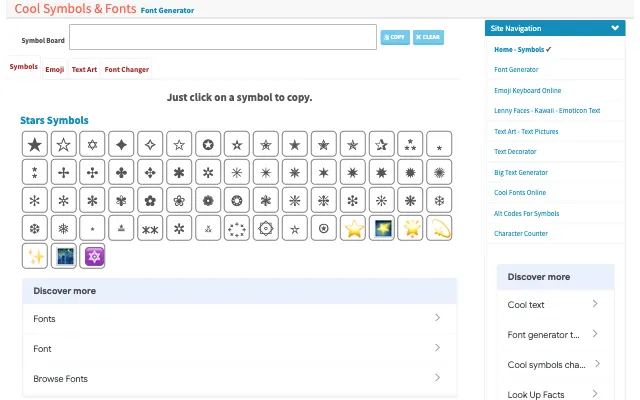 Cool Symbols & Fonts Font Generator
Symbol Board
COPY
CLEAR
Symbols Emoji Text Art Font Changer
Just click on a symbol to copy.
Stars Symbols
Discover more
Fonts
Font
Browse Fonts
Site Navigation
Home - Symbols ✔
Font Generator
Emoji Keyboard Online
Lenny Faces - Kawaii - Emoticon Text
Text Art - Text Pictures
Text Decorator
Big Text Generator
Cool Fonts Online
Alt Codes For Symbols
Character Counter
Discover more
Cool text
Font generator t...
Cool symbols cha...
Look Up Facts